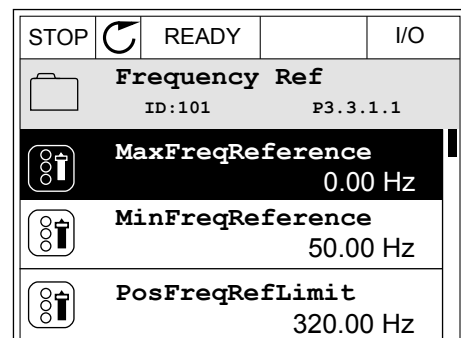 STOP READY I/O
Frequency Ref
ID:101 P3.3.1.1
MaxFreqReference
0.00 Hz
MinFreqReference
50.00 Hz
PosFreqRefLimit
320.00 Hz